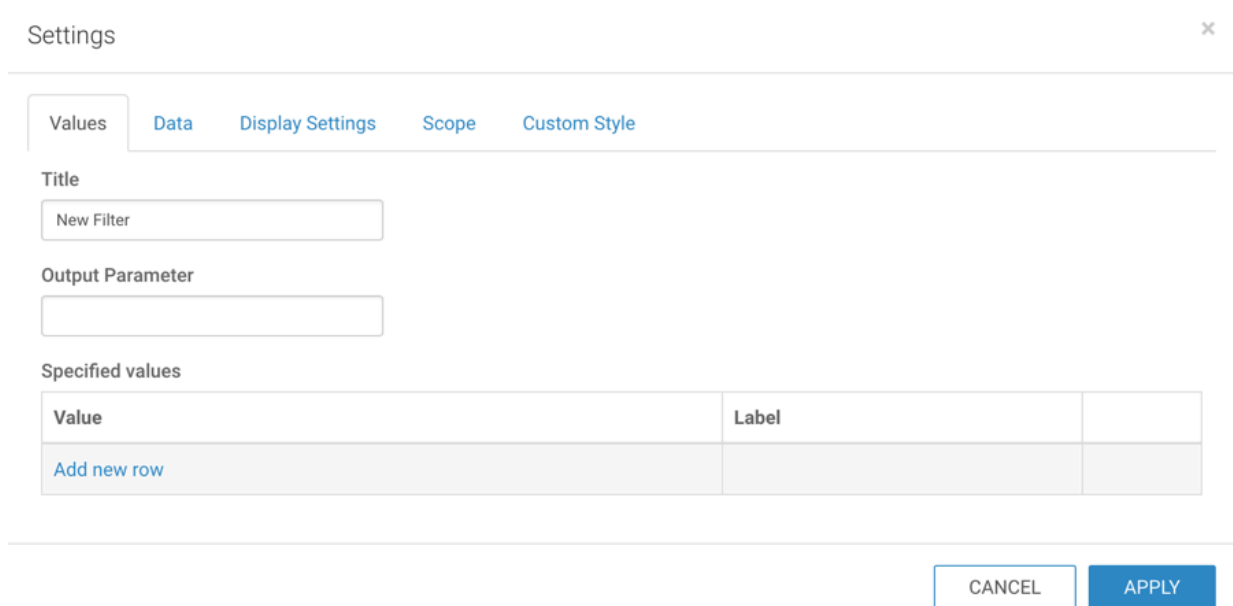 Settings ×
Values Data Display Settings Scope Custom Style
Title
New Filter
Output Parameter
Specified values
Value Label
Add new row
CANCEL APPLY